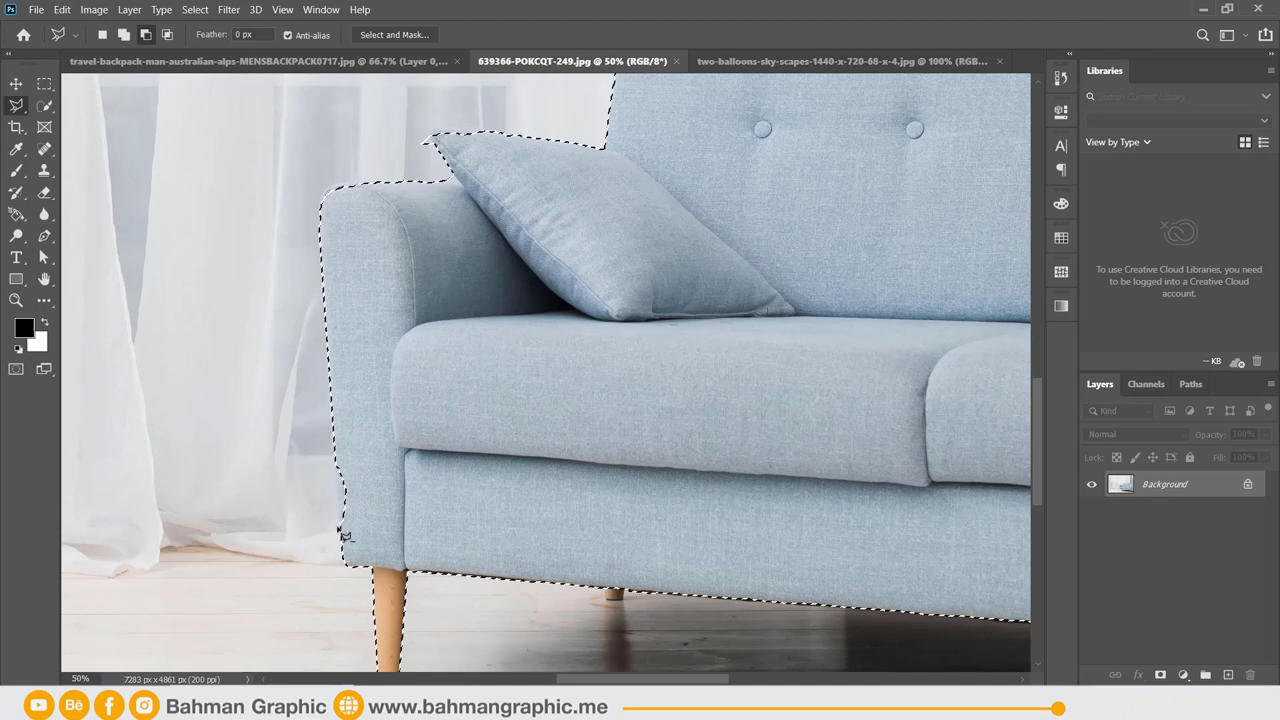 Ps File Edit Image Layer Type Select Filter 3D View Window Help
Feather: 0 px Anti-alias Select and Mask...
travel-backpack-man-australian-alps-MENSBACKPACK0717.jpg @ 66.7% (Layer 0,... × 639366-POKCQT-249.jpg @ 50% (RGB/8*) × two-balloons-sky-scapes-1440-x-720-68-x-4.jpg @ 100% (RGB... ×
Libraries
Search Current Library...
View by Type
To use Creative Cloud Libraries, you need
to be logged into a Creative Cloud
account.
-- KB
Layers Channels Paths
Kind
Normal Opacity: 100%
Lock: Fill: 100%
Background
50% 7283 px x 4861 px (200 ppi)
Bahman Graphic www.bahmangraphic.me